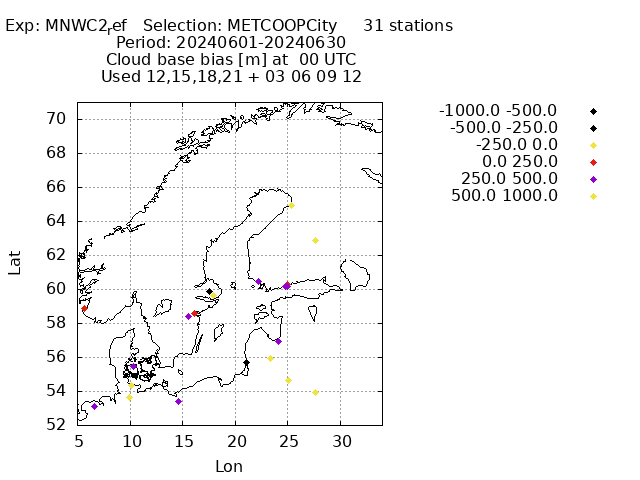 Exp: MNWC2ref   Selection: METCOOPCity     31 stations
Period: 20240601-20240630
Cloud base bias [m] at  00 UTC
Used 12,15,18,21 + 03 06 09 12
-1000.0 -500.0
-500.0 -250.0
-250.0 0.0
0.0 250.0
250.0 500.0
500.0 1000.0
70
68
66
64
62
60
58
56
54
52
Lat
5 10 15 20 25 30
Lon